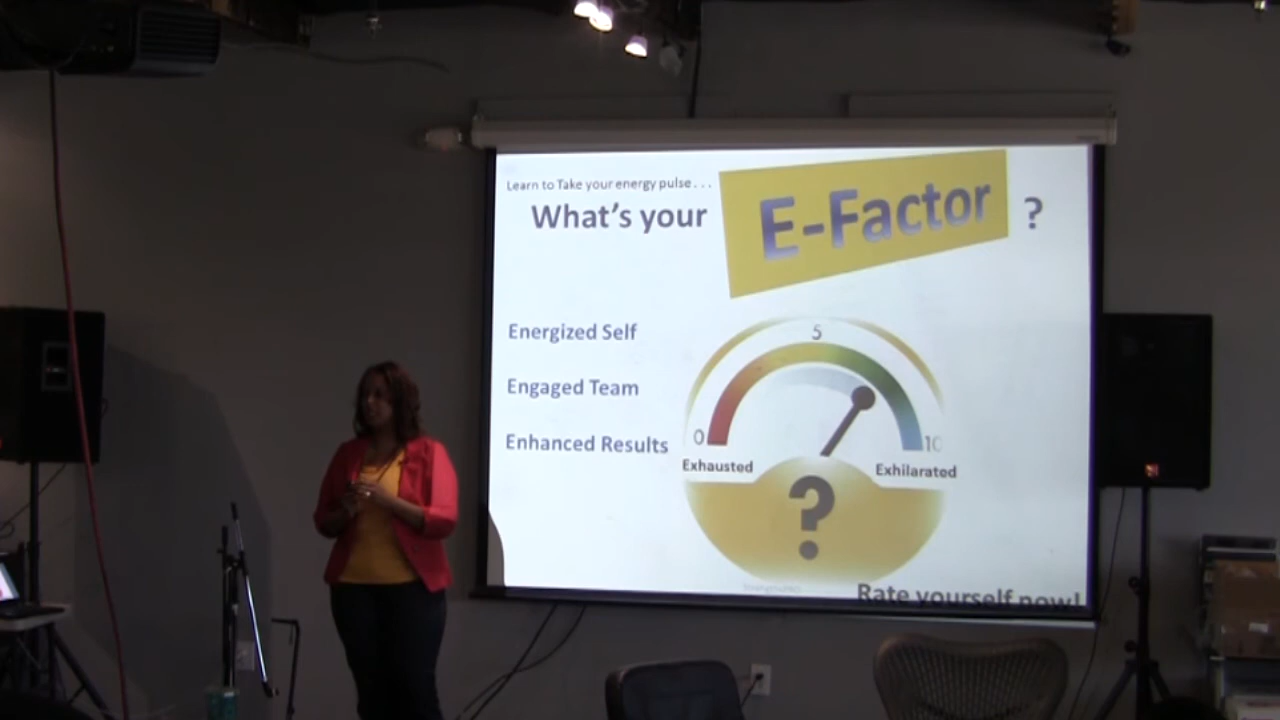 Learn to Take your energy pulse . . .
What's your E-Factor ?
Energized Self
Engaged Team
Enhanced Results
0 5 10
Exhausted Exhilarated
?
Rate yourself now!